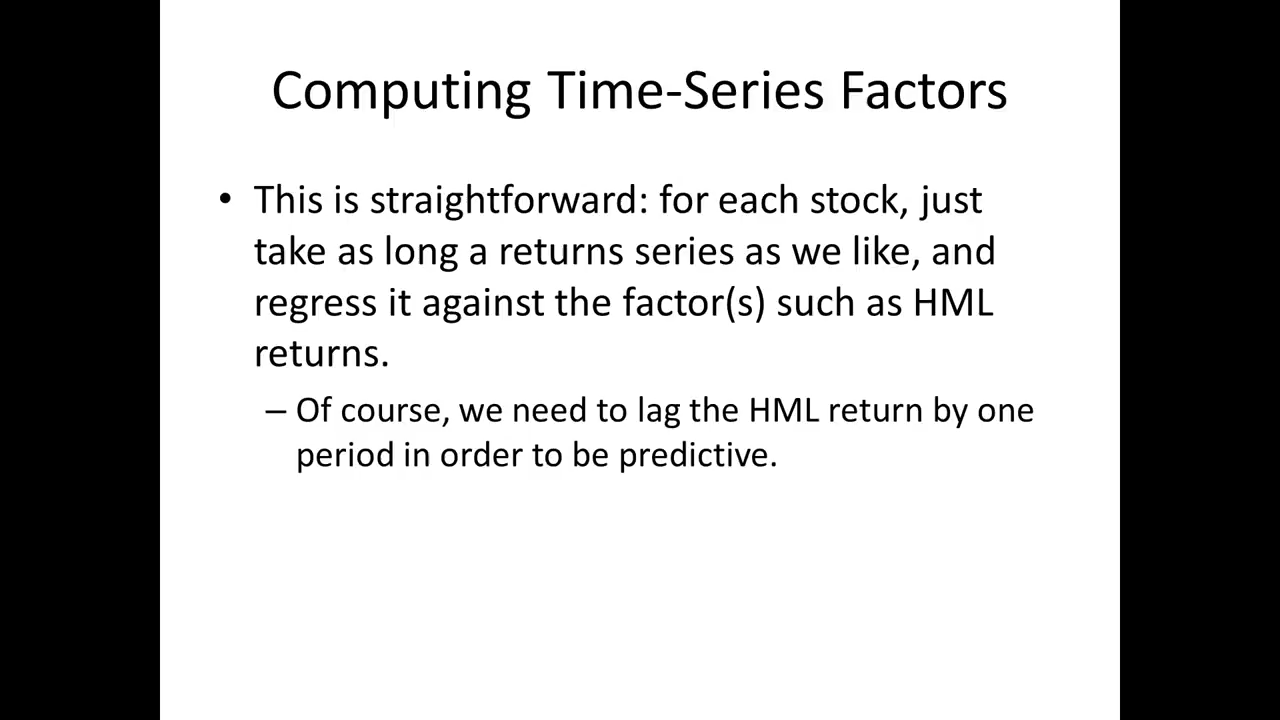 Computing Time-Series Factors
• This is straightforward: for each stock, just
take as long a returns series as we like, and
regress it against the factor(s) such as HML
returns.
– Of course, we need to lag the HML return by one
period in order to be predictive.